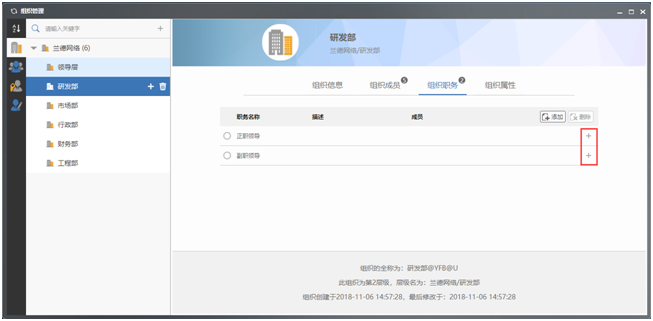 组织管理
请输入关键字
兰德网络 (6)
领导层
研发部
市场部
行政部
财务部
工程部
研发部
兰德网络/研发部
组织信息
组织成员 5
组织职务 2
组织属性
职务名称 描述 成员 添加 删除
正职领导
副职领导
组织的全称为：研发部@YFB@U
此组织为第2层级，层级名为：兰德网络/研发部
组织创建于2018-11-06 14:57:28，最后修改于：2018-11-06 14:57:28